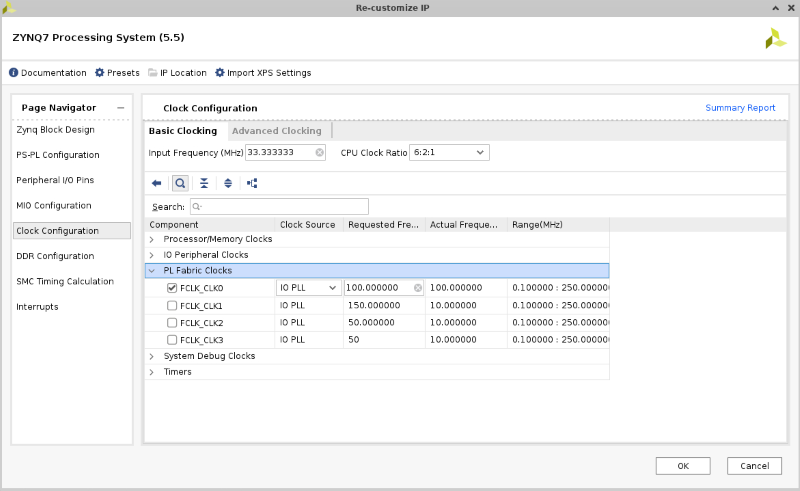 Re-customize IP
ZYNQ7 Processing System (5.5)
Documentation Presets IP Location Import XPS Settings
Page Navigator
Zynq Block Design
PS-PL Configuration
Peripheral I/O Pins
MIO Configuration
Clock Configuration
DDR Configuration
SMC Timing Calculation
Interrupts
Clock Configuration Summary Report
Basic Clocking Advanced Clocking
Input Frequency (MHz) 33.333333 CPU Clock Ratio 6:2:1
Search:
Component Clock Source Requested Fre... Actual Freque... Range(MHz)
Processor/Memory Clocks
IO Peripheral Clocks
PL Fabric Clocks
FCLK_CLK0 IO PLL 100.000000 100.000000 0.100000 : 250.000000
FCLK_CLK1 IO PLL 150.000000 10.000000 0.100000 : 250.000000
FCLK_CLK2 IO PLL 50.000000 10.000000 0.100000 : 250.000000
FCLK_CLK3 IO PLL 50 10.000000 0.100000 : 250.000000
System Debug Clocks
Timers
OK Cancel